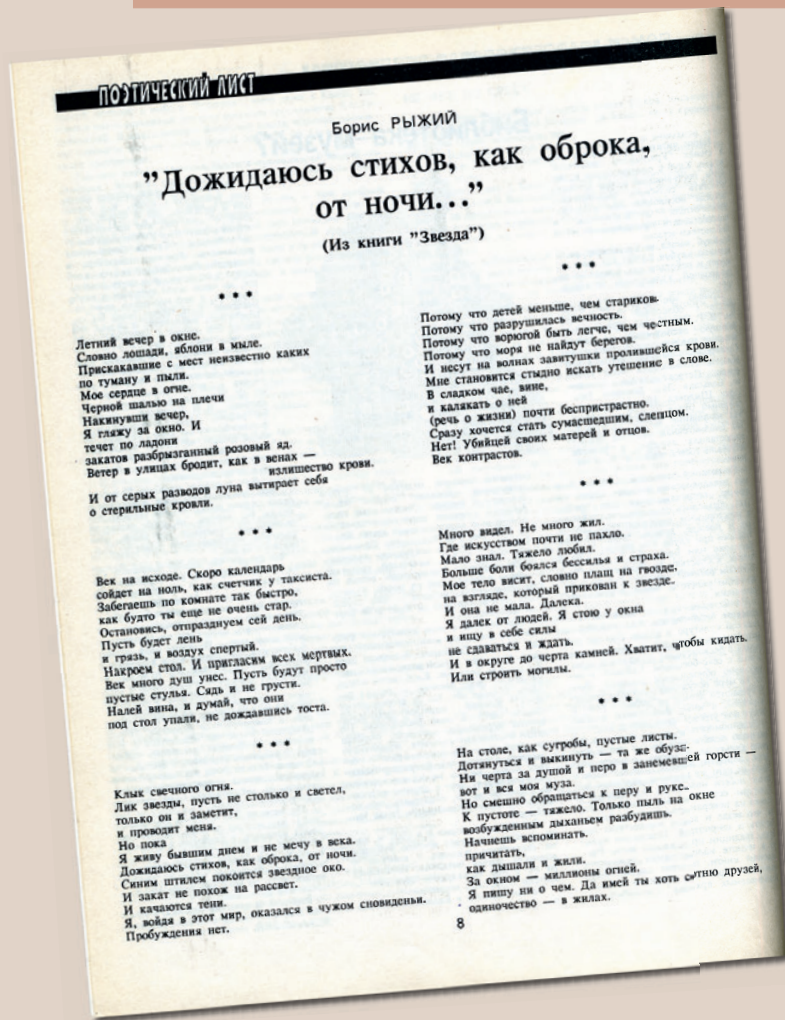 ПОЭТИЧЕСКИЙ ЛИСТ
Борис РЫЖИЙ
"Дожидаюсь стихов, как оброка,
от ночи..."
(Из книги "Звезда")
* * *
Летний вечер в окне.
Словно лошади, яблони в мыле.
Прискакавшие с мест неизвестно каких
по туману и пыли.
Мое сердце в огне.
Черной шалью на плечи
Накинувши вечер,
Я гляжу за окно. И
течет по ладони
закатов разбрызганный розовый яд.
Ветер в улицах бродит, как в венах —
излишество крови.
И от серых разводов луна вытирает себя
о стерильные кровли.
* * *
Век на исходе. Скоро календарь
сойдет на ноль, как счетчик у таксиста.
Забегаешь по комнате так быстро,
как будто ты еще не очень стар.
Остановись, отпразднуем сей день.
Пусть будет лень
и грязь, и воздух спертый.
Накроем стол. И пригласим всех мертвых.
Век много душ унес. Пусть будут просто
пустые стулья. Сядь и не грусти.
Налей вина, и думай, что они
под стол упали, не дождавшись тоста.
* * *
Клык свечного огня.
Лик звезды, пусть не столько и светел,
только он и заметит,
и проводит меня.
Но пока
Я живу бывшим днем и не мечу в века.
Дожидаюсь стихов, как оброка, от ночи.
Синим штилем покоится звездное око.
И закат не похож на рассвет.
И качаются тени.
Я, войдя в этот мир, оказался в чужом сновиденьи.
Пробуждения нет.
* * *
Потому что детей меньше, чем стариков.
Потому что разрушилась вечность.
Потому что ворюгой быть легче, чем честным.
Потому что моря не найдут берегов.
И несут на волнах завитушки пролившейся крови.
Мне становится стыдно искать утешение в слове.
В сладком чае, вине,
и калякать о ней
(речь о жизни) почти беспристрастно.
Сразу хочется стать сумасшедшим, слепцом.
Нет! Убийцей своих матерей и отцов.
Век контрастов.
* * *
Много видел. Не много жил.
Где искусством почти не пахло.
Мало знал. Тяжело любил.
Больше боли боялся бессилья и страха.
Мое тело висит, словно плащ на гвозде,
на взгляде, который прикован к звезде.
И она не мала. Далека.
Я далек от людей. Я стою у окна
и ищу в себе силы
не сдаваться и ждать.
И в округе до черта камней. Хватит, чтобы кидать.
Или строить могилы.
* * *
На столе, как сугробы, пустые листы.
Дотянуться и выкинуть — та же обуза.
Ни черта за душой и перо в занемевшей горсти —
вот и вся моя муза.
Но смешно обращаться к перу и руке.
К пустоте — тяжело. Только пыль на окне
возбужденным дыханьем разбудишь.
Начнешь вспоминать.
причитать,
как дышали и жили.
За окном — миллионы огней.
Я пишу ни о чем. Да имей ты хоть сотню друзей,
одиночество — в жилах.
8